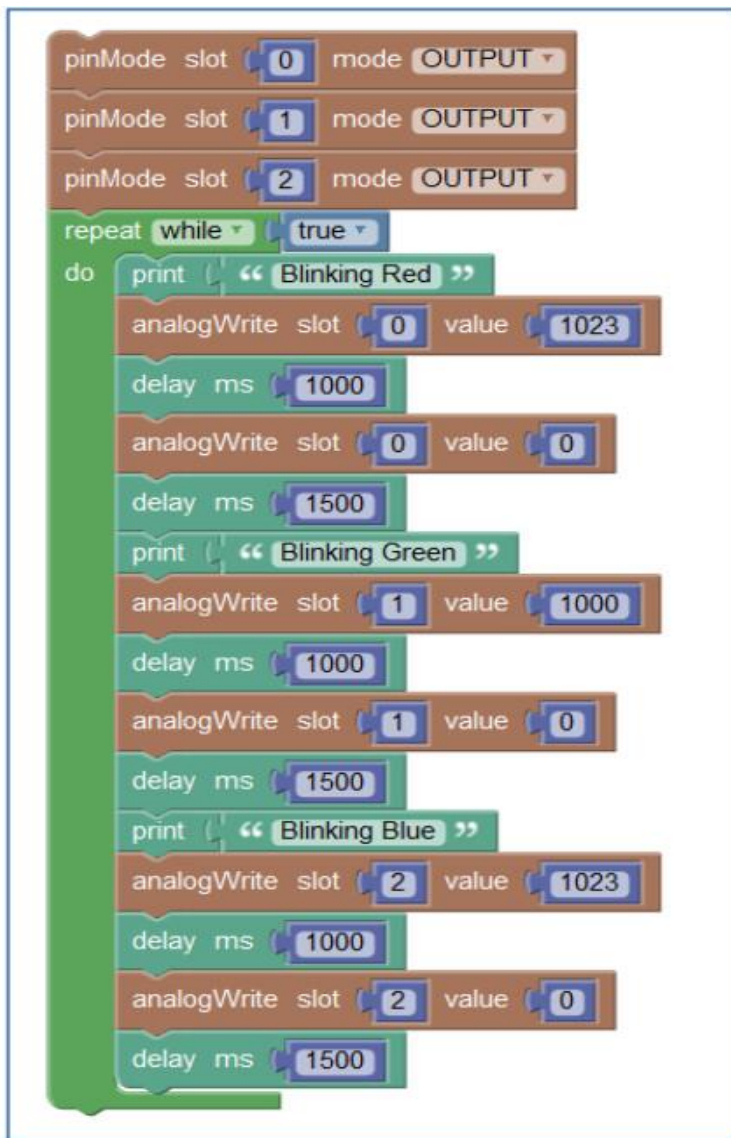 pinMode slot 0 mode OUTPUT
pinMode slot 1 mode OUTPUT
pinMode slot 2 mode OUTPUT
repeat while true
do print “ Blinking Red ”
analogWrite slot 0 value 1023
delay ms 1000
analogWrite slot 0 value 0
delay ms 1500
print “ Blinking Green ”
analogWrite slot 1 value 1000
delay ms 1000
analogWrite slot 1 value 0
delay ms 1500
print “ Blinking Blue ”
analogWrite slot 2 value 1023
delay ms 1000
analogWrite slot 2 value 0
delay ms 1500